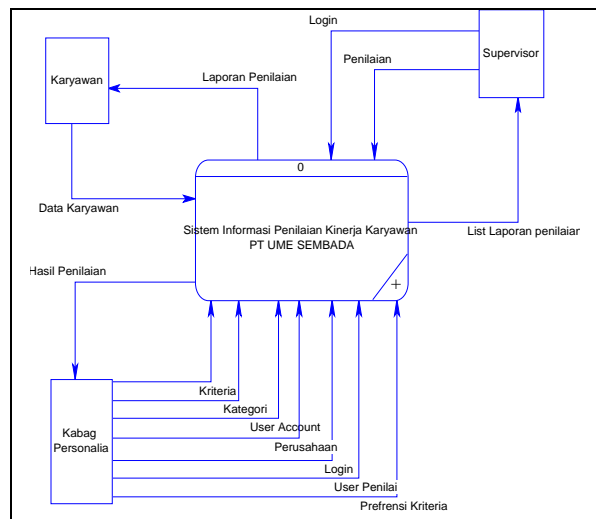 Login
Supervisor
Penilaian
Karyawan
Laporan Penilaian
0
Data Karyawan
Sistem Informasi Penilaian Kinerja Karyawan
PT UME SEMBADA
List Laporan penilaian
Hasil Penilaian
+
Kabag
Personalia
Kriteria
Kategori
User Account
Perusahaan
Login
User Penilai
Prefrensi Kriteria